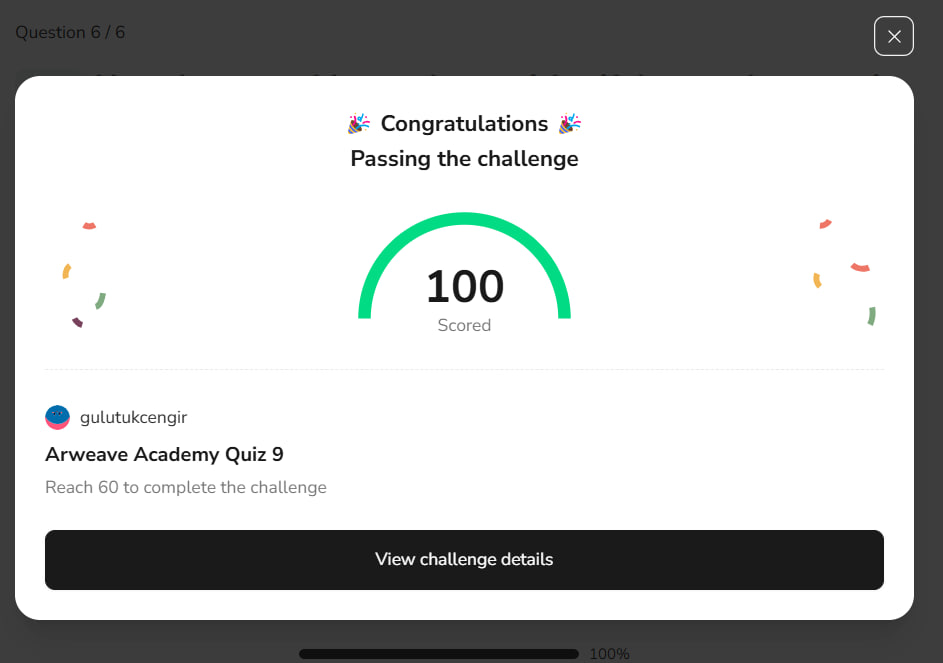 Question 6 / 6
🎉 Congratulations 🎉
Passing the challenge
100
Scored
gulutukcengir
Arweave Academy Quiz 9
Reach 60 to complete the challenge
View challenge details
100%